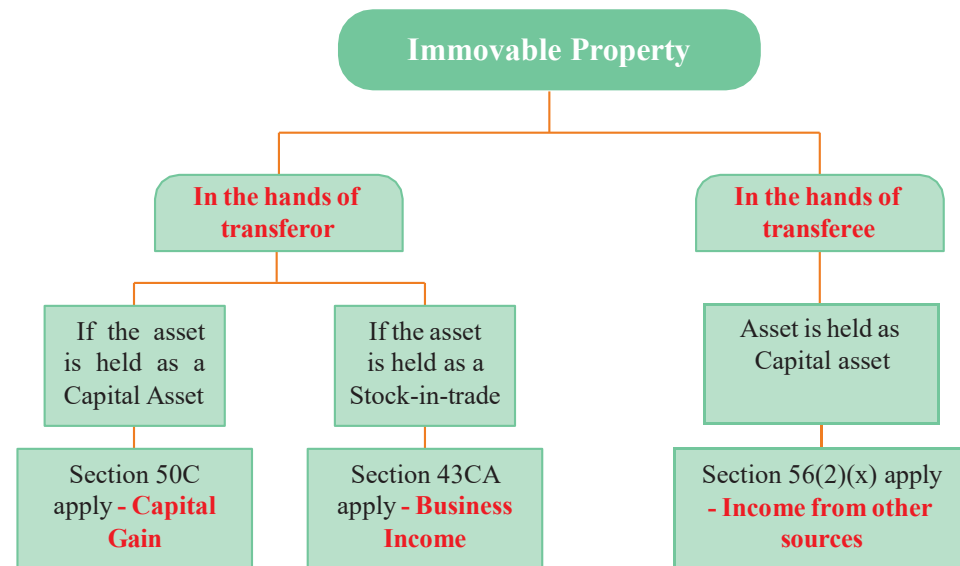 Immovable Property
In the hands of
transferor
In the hands of
transferee
If the asset
is held as a
Capital Asset
If the asset
is held as a
Stock-in-trade
Asset is held as
Capital asset
Section 50C
apply - Capital
Gain
Section 43CA
apply - Business
Income
Section 56(2)(x) apply
- Income from other
sources